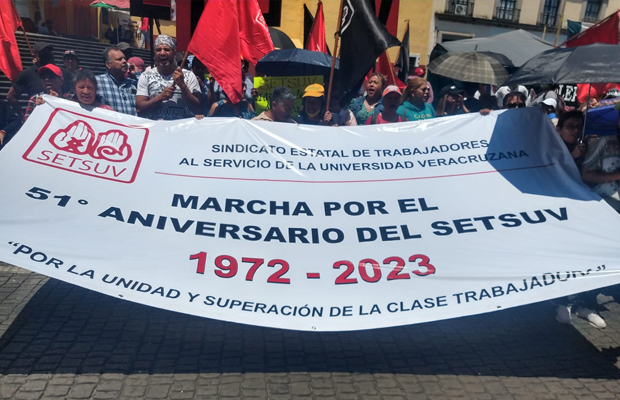 SETSUV
SINDICATO ESTATAL DE TRABAJADORES
AL SERVICIO DE LA UNIVERSIDAD VERACRUZANA
MARCHA POR EL
51° ANIVERSARIO DEL SETSUV
1972 - 2023
“POR LA UNIDAD Y SUPERACIÓN DE LA CLASE TRABAJADORA”